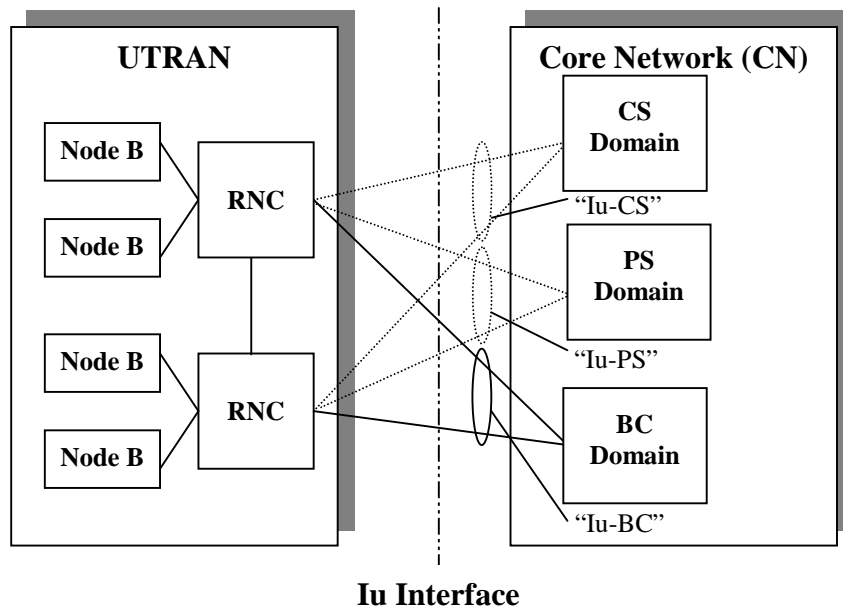 UTRAN
Node B
Node B
RNC
Node B
Node B
RNC
Core Network (CN)
CS
Domain
“Iu-CS”
PS
Domain
“Iu-PS”
BC
Domain
“Iu-BC”
Iu Interface